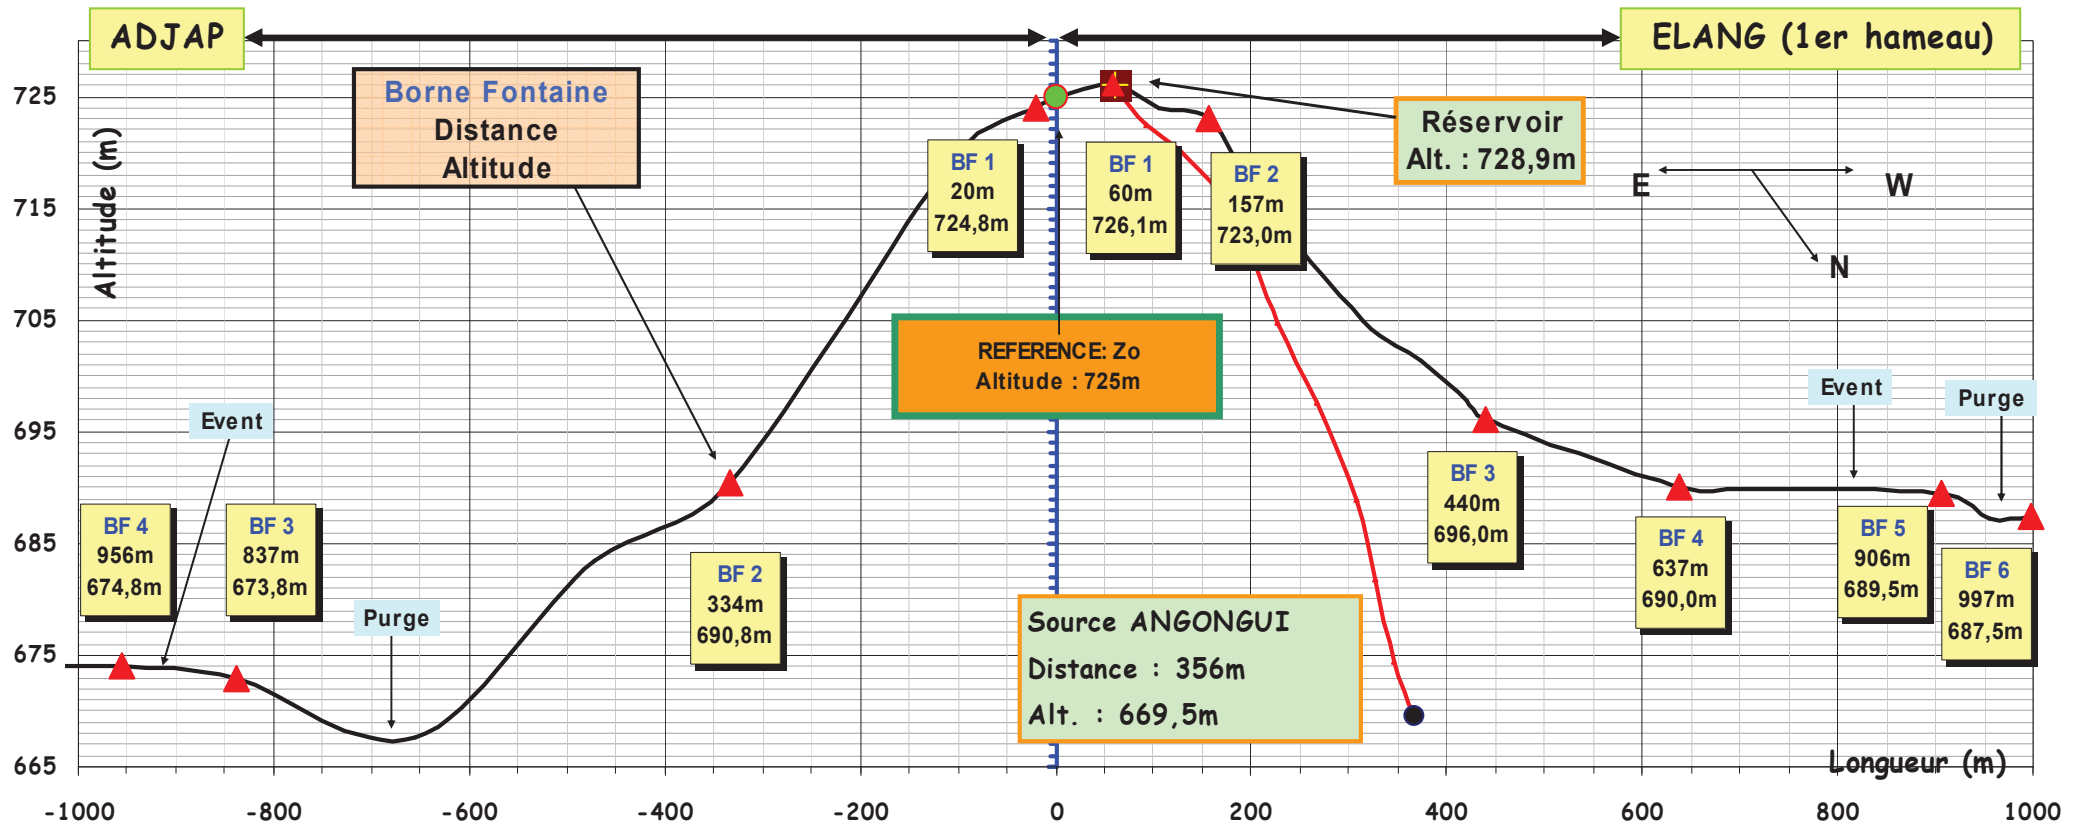 ADJAP
ELANG (1er hameau)
Borne Fontaine
Distance
Altitude
Réservoir
Alt. : 728,9m
E
W
N
Altitude (m)
725
715
705
695
685
675
665
BF 1
20m
724,8m
BF 1
60m
726,1m
BF 2
157m
723,0m
REFERENCE: Zo
Altitude : 725m
Event
Purge
Event
Purge
BF 4
956m
674,8m
BF 3
837m
673,8m
BF 2
334m
690,8m
Source ANGONGUI
Distance : 356m
Alt. : 669,5m
BF 3
440m
696,0m
BF 4
637m
690,0m
BF 5
906m
689,5m
BF 6
997m
687,5m
Longueur (m)
-1000 -800 -600 -400 -200 0 200 400 600 800 1000